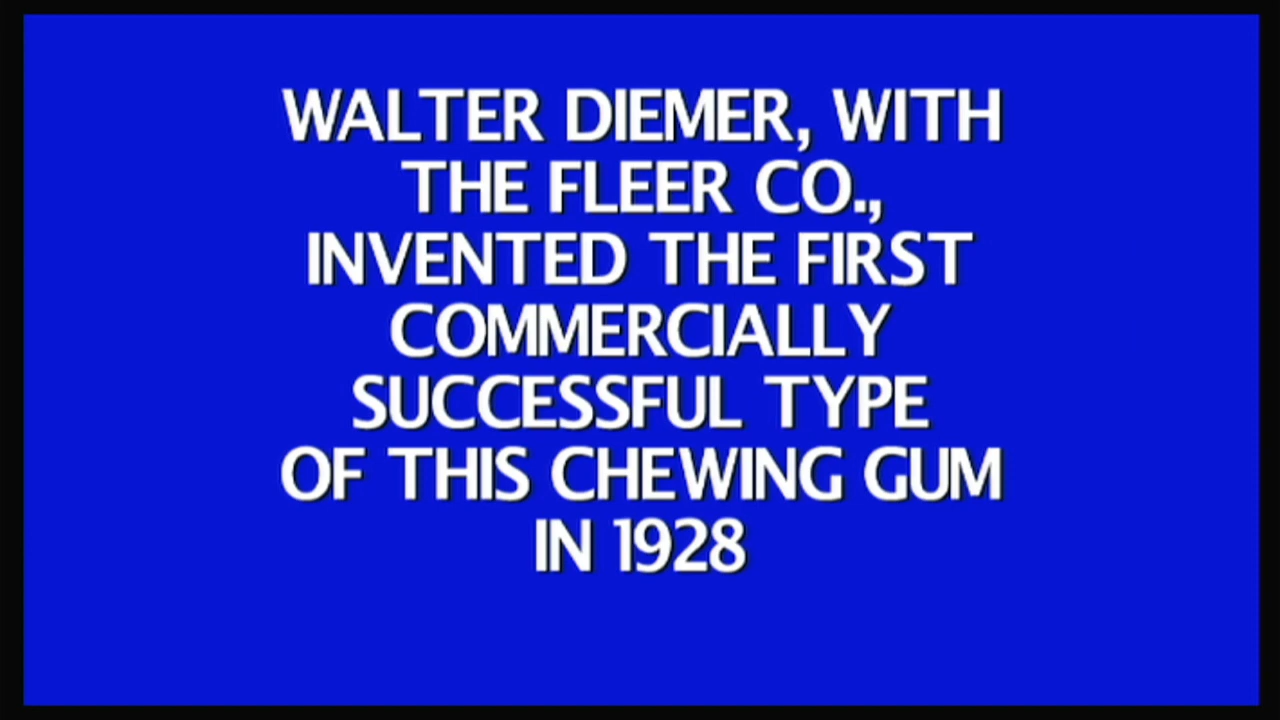 WALTER DIEMER, WITH
THE FLEER CO.,
INVENTED THE FIRST
COMMERCIALLY
SUCCESSFUL TYPE
OF THIS CHEWING GUM
IN 1928